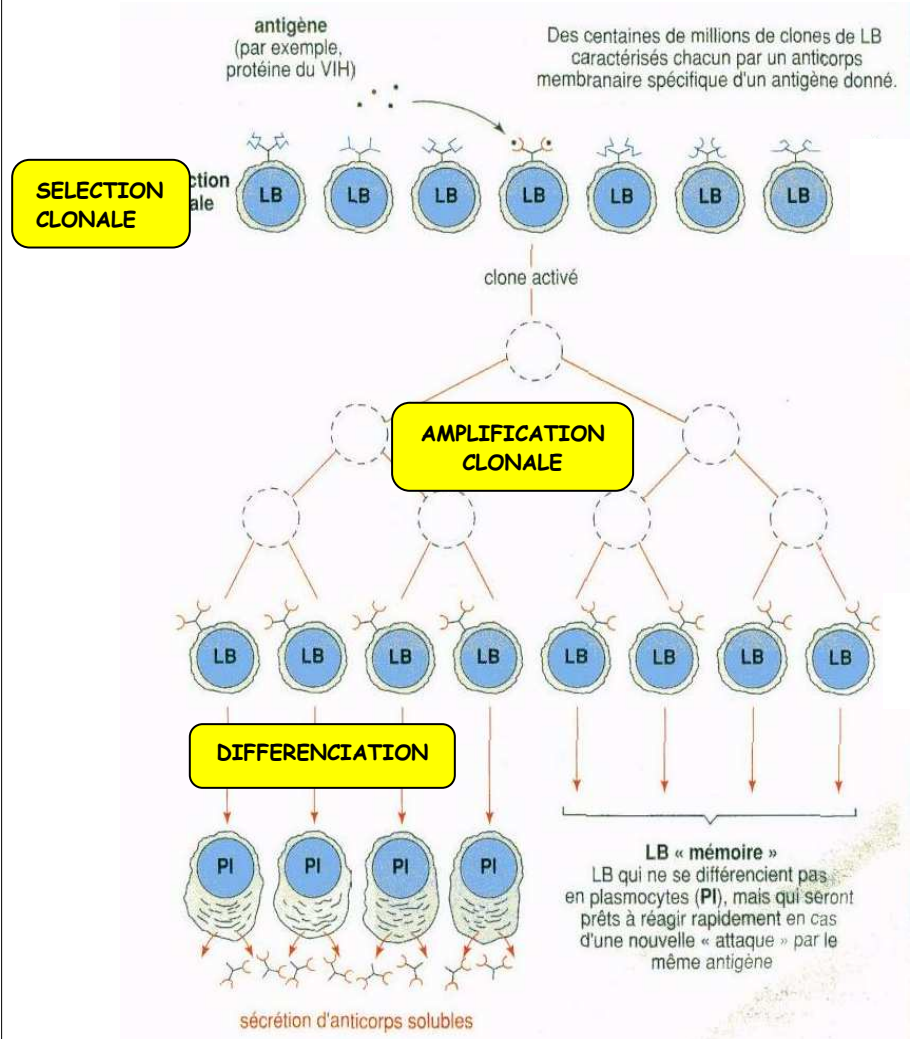 antigène
(par exemple,
protéine du VIH)
Des centaines de millions de clones de LB
caractérisés chacun par un anticorps
membranaire spécifique d'un antigène donné.
SELECTION
CLONALE
ction
ale
LB LB LB LB LB LB LB
clone activé
AMPLIFICATION
CLONALE
LB LB LB LB LB LB LB LB
DIFFERENCIATION
PI PI PI PI
LB « mémoire »
LB qui ne se différencient pas
en plasmocytes (PI), mais qui seront
prêts à réagir rapidement en cas
d'une nouvelle « attaque » par le
même antigène
sécrétion d'anticorps solubles